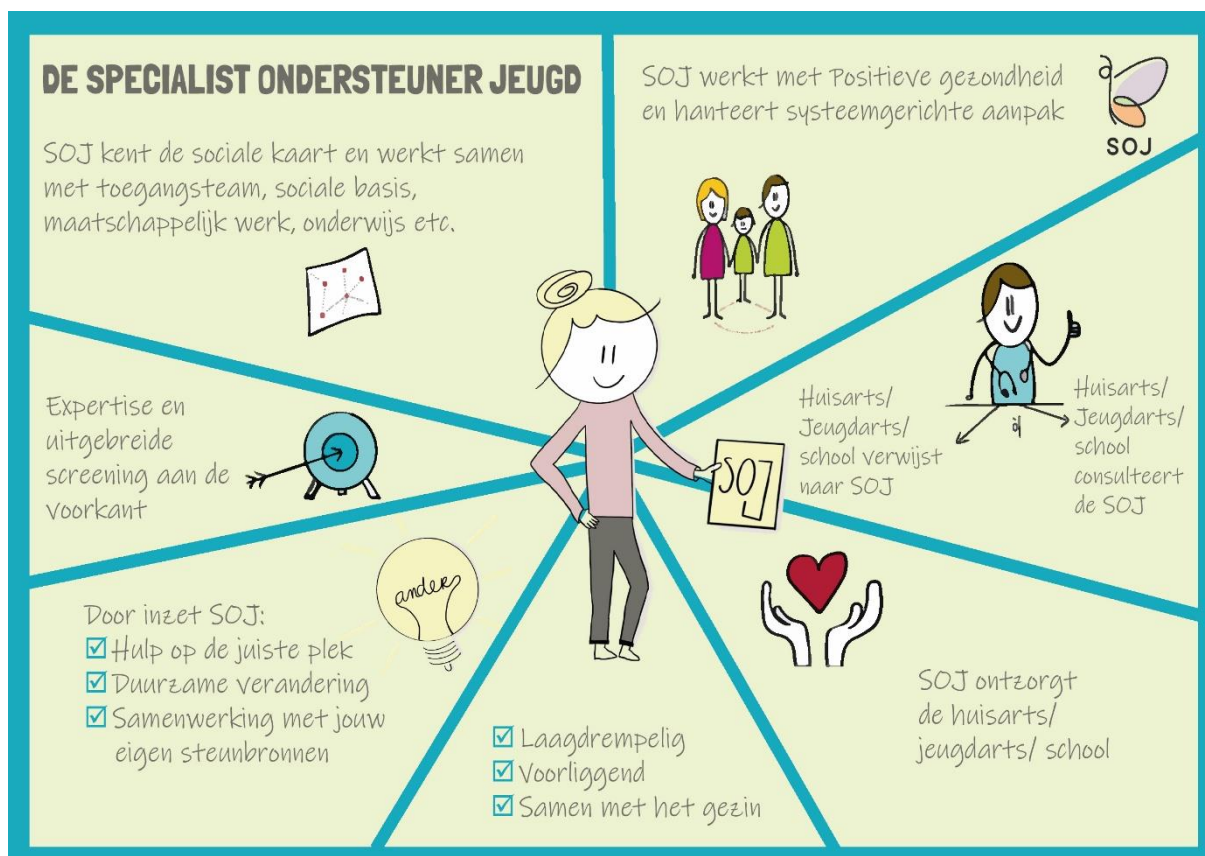 DE SPECIALIST ONDERSTEUNER JEUGD
SOJ kent de sociale kaart en werkt samen
met toegangsteam, sociale basis,
maatschappelijk werk, onderwijs etc.
SOJ werkt met Positieve gezondheid
en hanteert systeemgerichte aanpak
SOJ
Huisarts/
Jeugdarts/
school verwijst
naar SOJ
of
Huisarts/
Jeugdarts/
school
consulteert
de SOJ
Expertise en
uitgebreide
screening aan de
voorkant
SOJ
anders
Door inzet SOJ:
☑ Hulp op de juiste plek
☑ Duurzame verandering
☑ Samenwerking met jouw
eigen steunbronnen
☑ Laagdrempelig
☑ Voorliggend
☑ Samen met het gezin
SOJ ontzorgt
de huisarts/
jeugdarts/ school